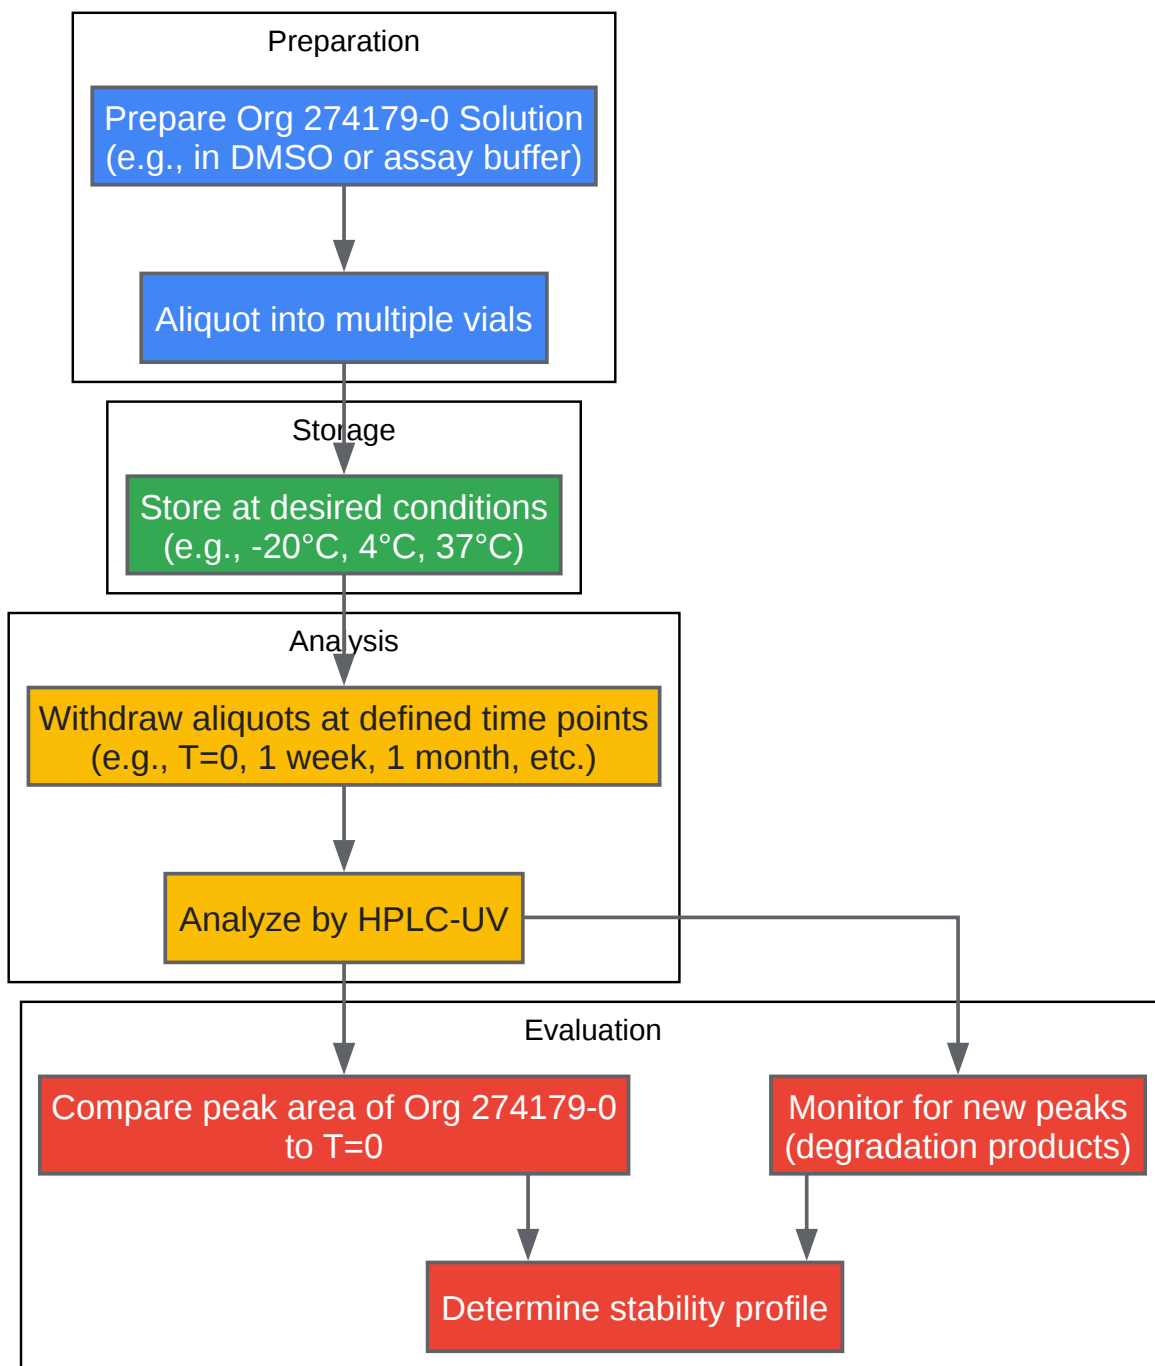 Preparation
Prepare Org 274179-0 Solution
(e.g., in DMSO or assay buffer)
Aliquot into multiple vials
Storage
Store at desired conditions
(e.g., -20°C, 4°C, 37°C)
Analysis
Withdraw aliquots at defined time points
(e.g., T=0, 1 week, 1 month, etc.)
Analyze by HPLC-UV
Evaluation
Compare peak area of Org 274179-0
to T=0
Monitor for new peaks
(degradation products)
Determine stability profile